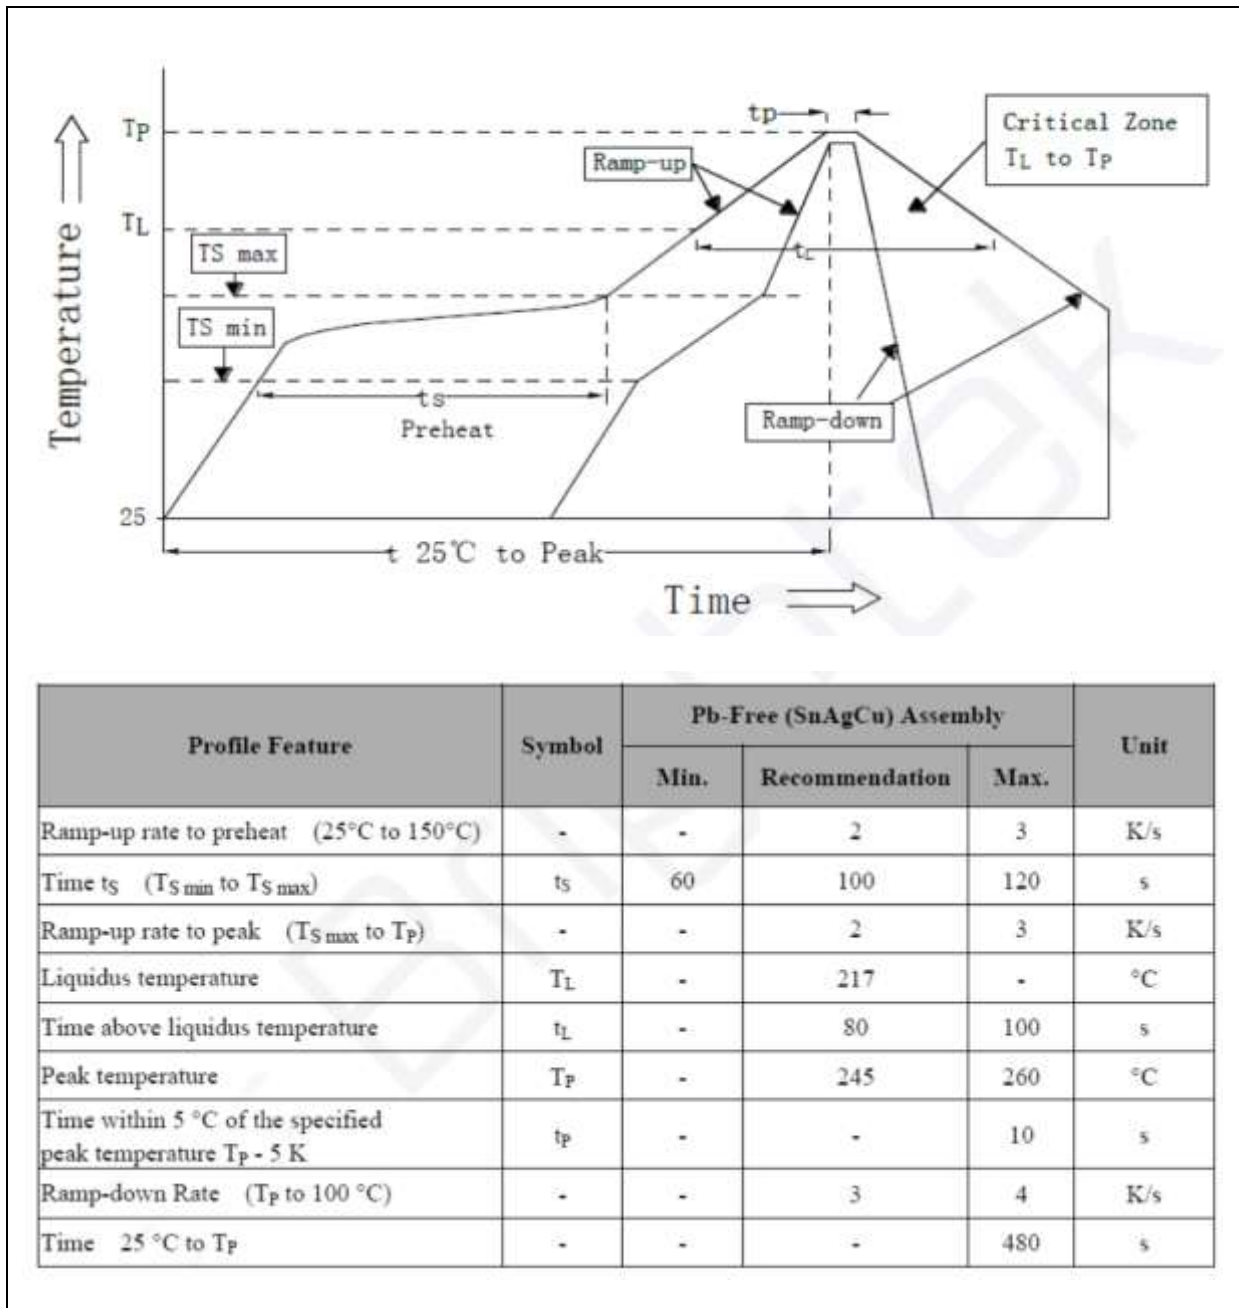 tp
Critical Zone
TL to TP
TP
Ramp-up
TL
TS max
tL
TS min
ts
Preheat
Ramp-down
Temperature
25
t 25℃ to Peak
Time
Profile Feature Symbol Pb-Free (SnAgCu) Assembly Unit
Min. Recommendation Max.
Ramp-up rate to preheat (25°C to 150°C) - - 2 3 K/s
Time tS (TS min to TS max) tS 60 100 120 s
Ramp-up rate to peak (TS max to TP) - - 2 3 K/s
Liquidus temperature TL - 217 - °C
Time above liquidus temperature tL - 80 100 s
Peak temperature TP - 245 260 °C
Time within 5 °C of the specified
peak temperature TP - 5 K tP - - 10 s
Ramp-down Rate (TP to 100 °C) - - 3 4 K/s
Time 25 °C to TP - - - 480 s